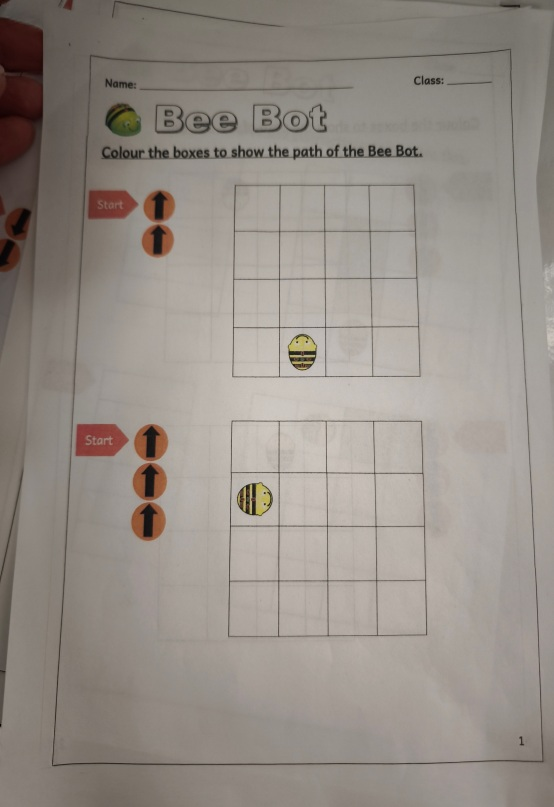 Name: Class:
Bee Bot
Colour the boxes to show the path of the Bee Bot.
Start
Start
1